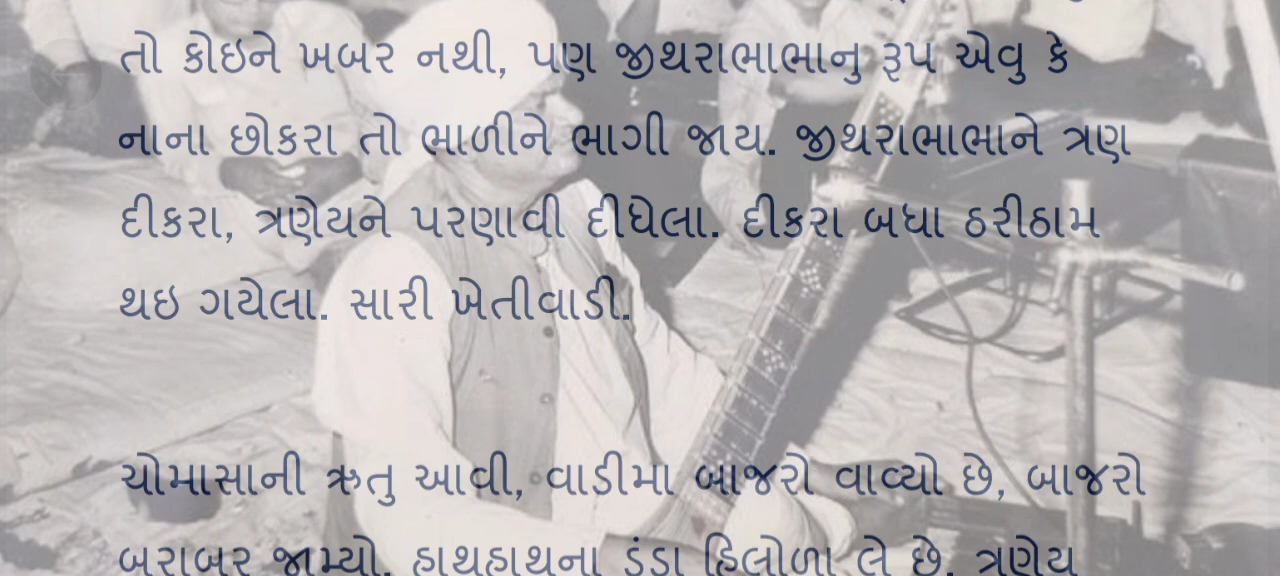 તો કોઇને ખબર નથી, પણ જીથરાભાભાનુ રૂપ એવુ કે
નાના છોકરા તો ભાળીને ભાગી જાય. જીથરાભાભાને ત્રણ
દીકરા, ત્રણેયને પરણાવી દીધેલા. દીકરા બધા ઠરીઠામ
થઇ ગયેલા. સારી ખેતીવાડી.
ચોમાસાની ઋતુ આવી, વાડીમા બાજરો વાવ્યો છે, બાજરો
બરાબર જામ્યો. હાથહાથના ડુંડા હિલોળા લે છે. ત્રણેય